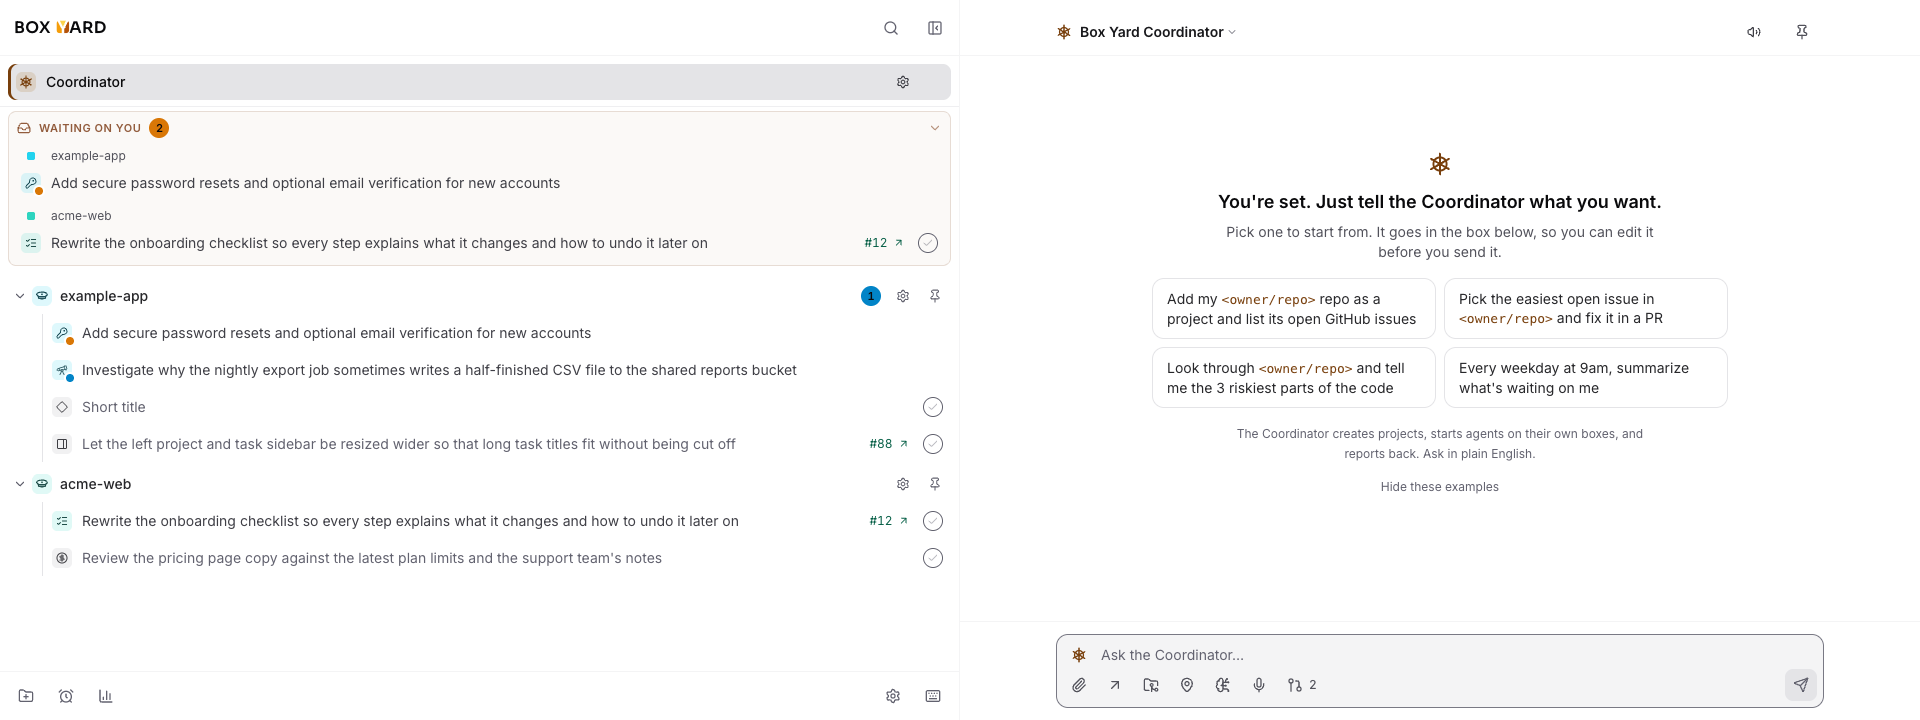 BOX YARD
Coordinator
WAITING ON YOU 2
example-app
Add secure password resets and optional email verification for new accounts
acme-web
Rewrite the onboarding checklist so every step explains what it changes and how to undo it later on #12
example-app 1
Add secure password resets and optional email verification for new accounts
Investigate why the nightly export job sometimes writes a half-finished CSV file to the shared reports bucket
Short title
Let the left project and task sidebar be resized wider so that long task titles fit without being cut off #88
acme-web
Rewrite the onboarding checklist so every step explains what it changes and how to undo it later on #12
Review the pricing page copy against the latest plan limits and the support team's notes
Box Yard Coordinator
You're set. Just tell the Coordinator what you want.
Pick one to start from. It goes in the box below, so you can edit it
before you send it.
Add my <owner/repo> repo as a
project and list its open GitHub issues
Pick the easiest open issue in
<owner/repo> and fix it in a PR
Look through <owner/repo> and tell
me the 3 riskiest parts of the code
Every weekday at 9am, summarize
what's waiting on me
The Coordinator creates projects, starts agents on their own boxes, and
reports back. Ask in plain English.
Hide these examples
Ask the Coordinator...
2